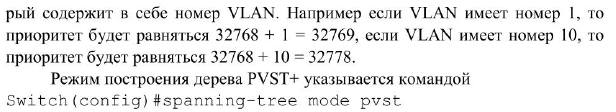 рый содержит в себе номер VLAN. Например если VLAN имеет номер 1, то
приоритет будет равняться 32768 + 1 = 32769, если VLAN имеет номер 10, то
приоритет будет равняться 32768 + 10 = 32778.
Режим построения дерева PVST+ указывается командой
Switch(config)#spanning-tree mode pvst